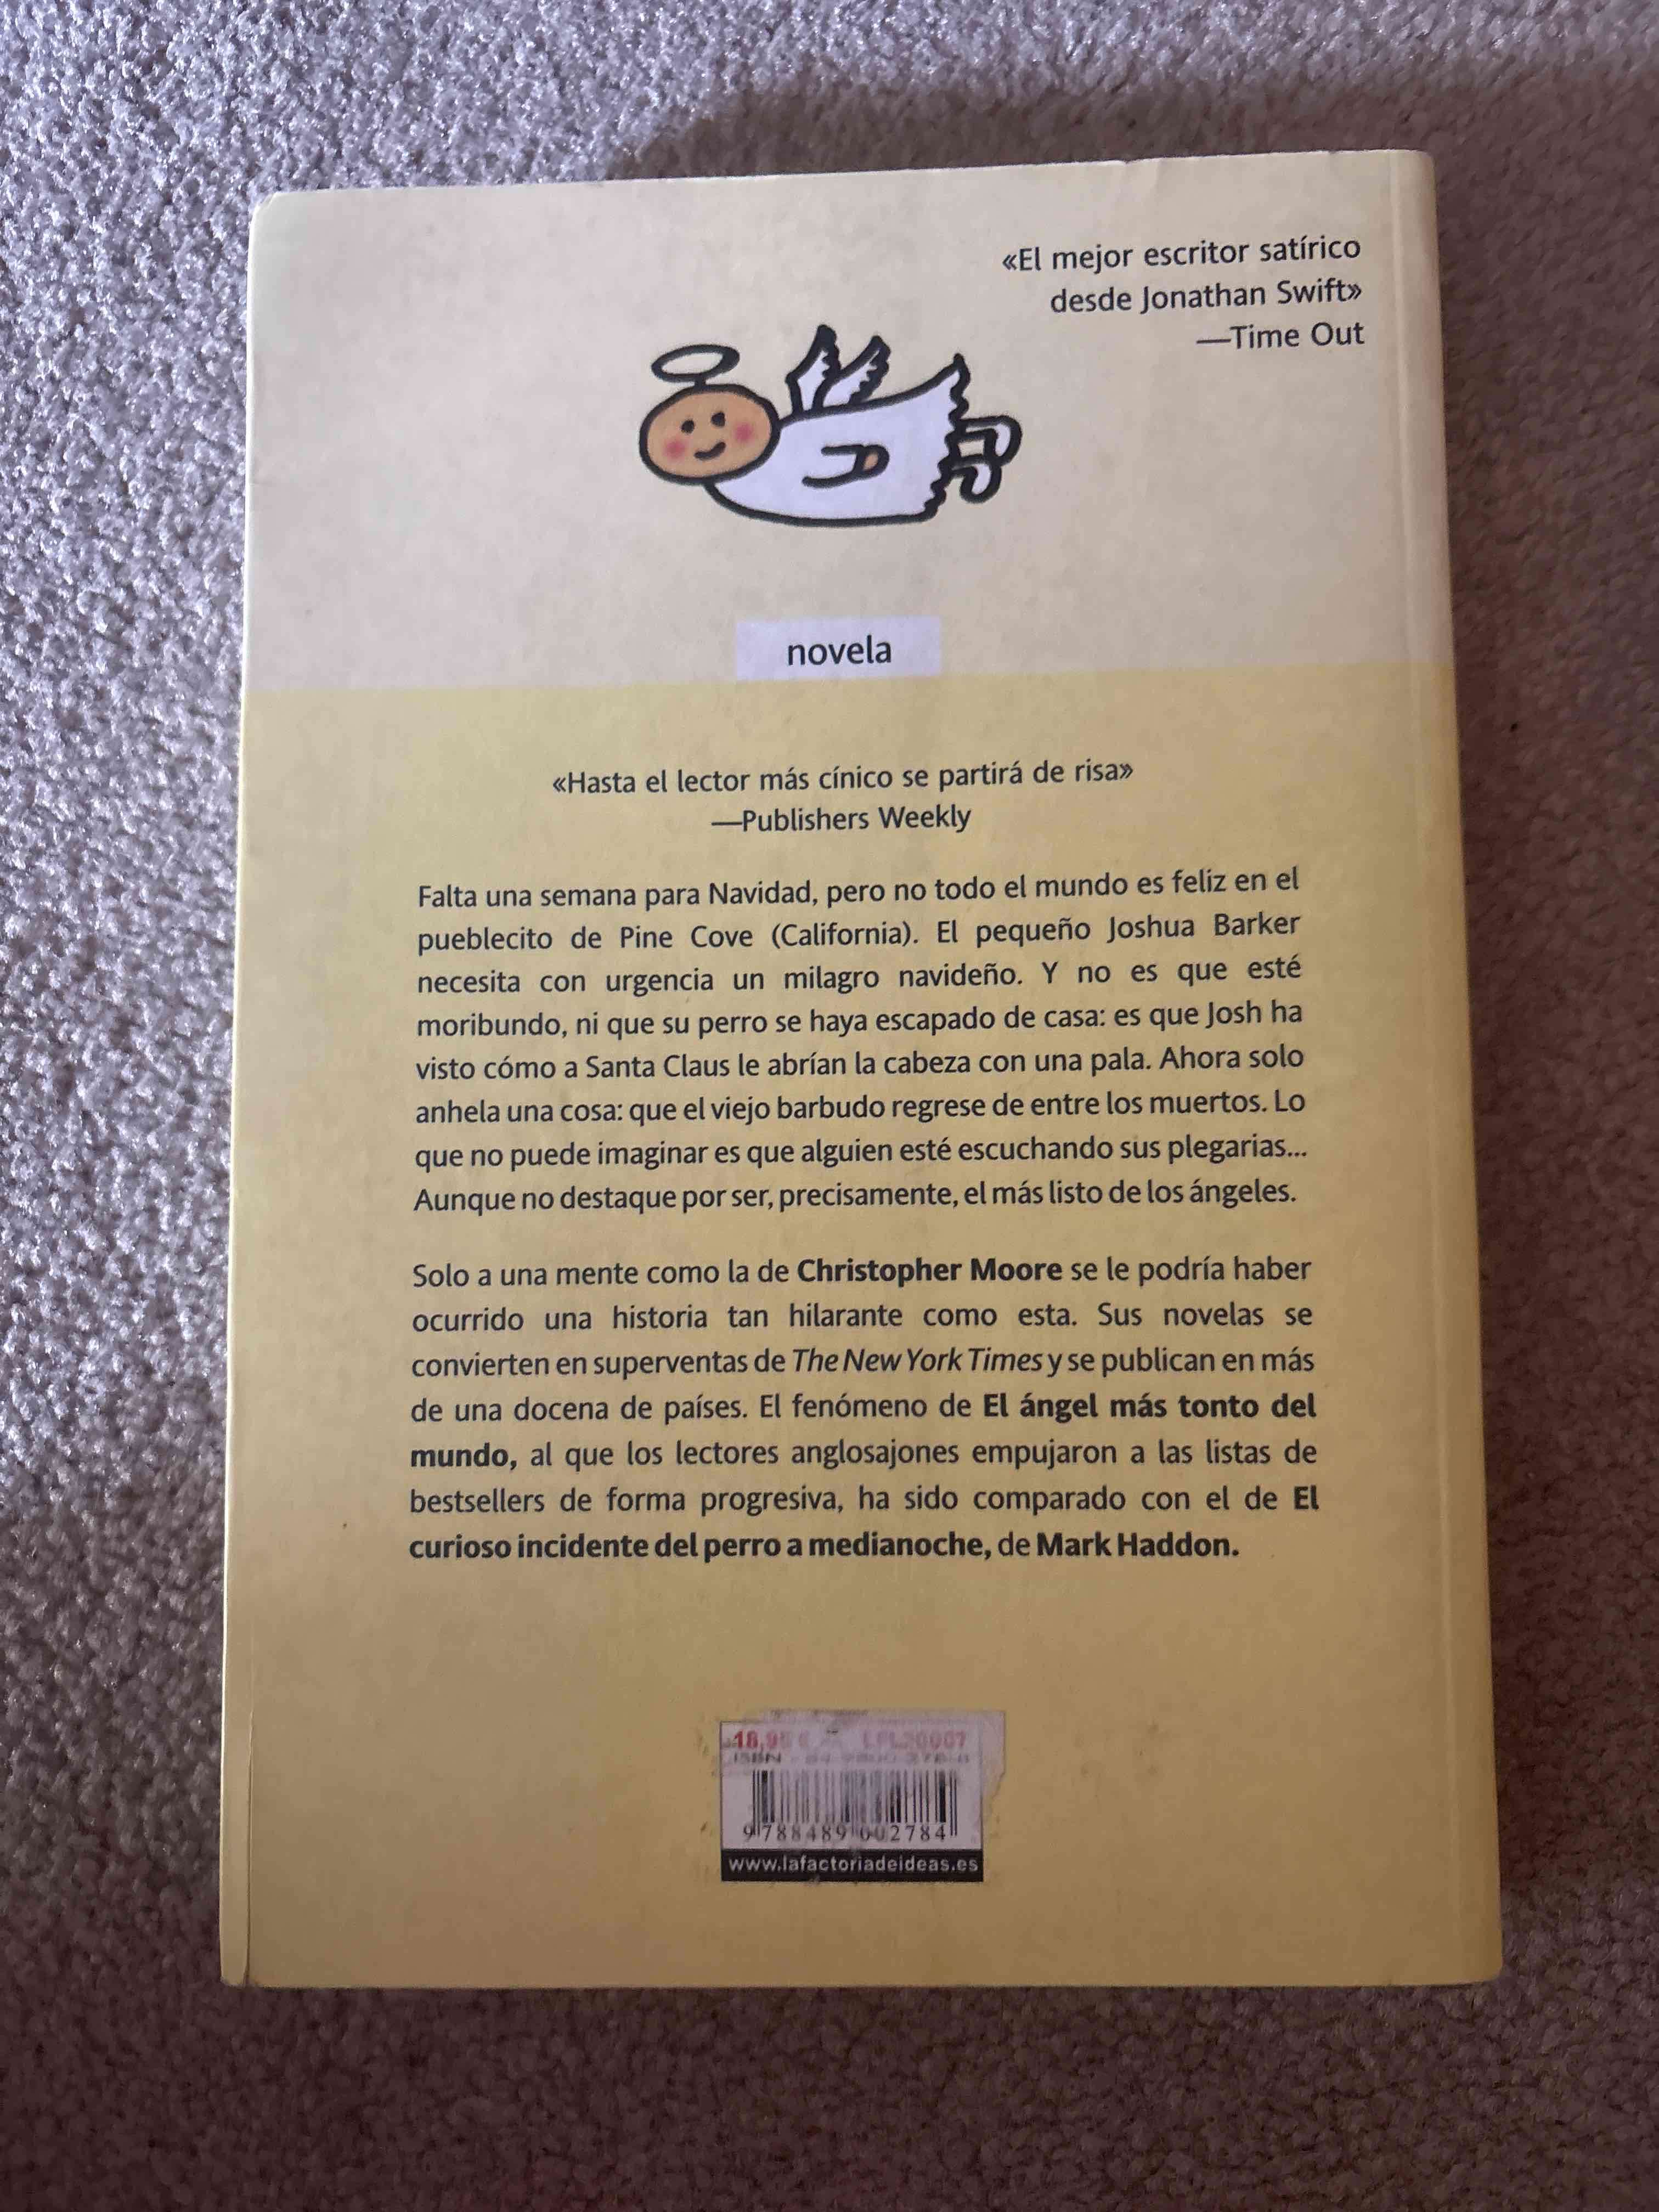 «El mejor escritor satírico
desde Jonathan Swift»
—Time Out
novela
«Hasta el lector más cínico se partirá de risa»
—Publishers Weekly
Falta una semana para Navidad, pero no todo el mundo es feliz en el
pueblecito de Pine Cove (California). El pequeño Joshua Barker
necesita con urgencia un milagro navideño. Y no es que esté
moribundo, ni que su perro se haya escapado de casa: es que Josh ha
visto cómo a Santa Claus le abrían la cabeza con una pala. Ahora solo
anhela una cosa: que el viejo barbudo regrese de entre los muertos. Lo
que no puede imaginar es que alguien esté escuchando sus plegarias...
Aunque no destaque por ser, precisamente, el más listo de los ángeles.
Solo a una mente como la de Christopher Moore se le podría haber
ocurrido una historia tan hilarante como esta. Sus novelas se
convierten en superventas de The New York Times y se publican en más
de una docena de países. El fenómeno de El ángel más tonto del
mundo, al que los lectores anglosajones empujaron a las listas de
bestsellers de forma progresiva, ha sido comparado con el de El
curioso incidente del perro a medianoche, de Mark Haddon.
18,95 €
ISBN
9 788489 602784
www.lafactoriadeideas.es